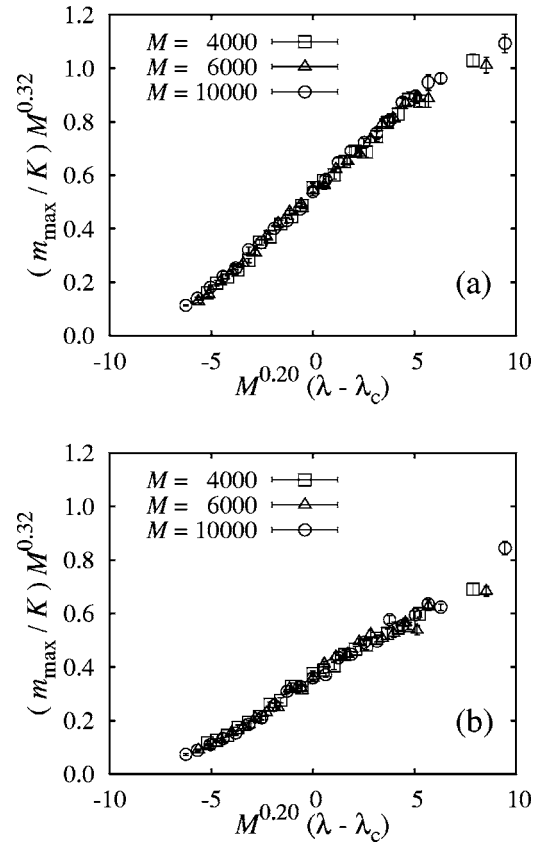 1.2
1.0
0.8
0.6
0.4
0.2
0.0
( m_max / K ) M^0.32
M = 4000
M = 6000
M = 10000
(a)
-10 -5 0 5 10
M^0.20 (λ - λ_c)
1.2
1.0
0.8
0.6
0.4
0.2
0.0
( m_max / K ) M^0.32
M = 4000
M = 6000
M = 10000
(b)
-10 -5 0 5 10
M^0.20 (λ - λ_c)